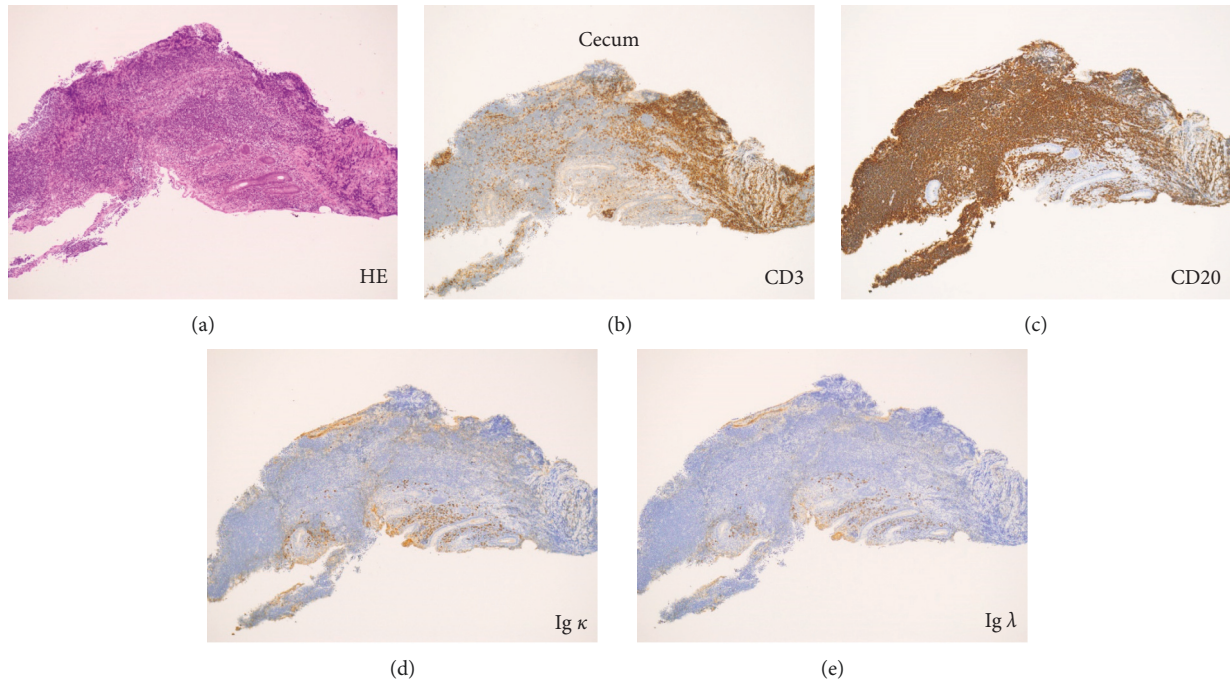 Cecum
HE
CD3
CD20
(a)
(b)
(c)
Ig κ
Ig λ
(d)
(e)